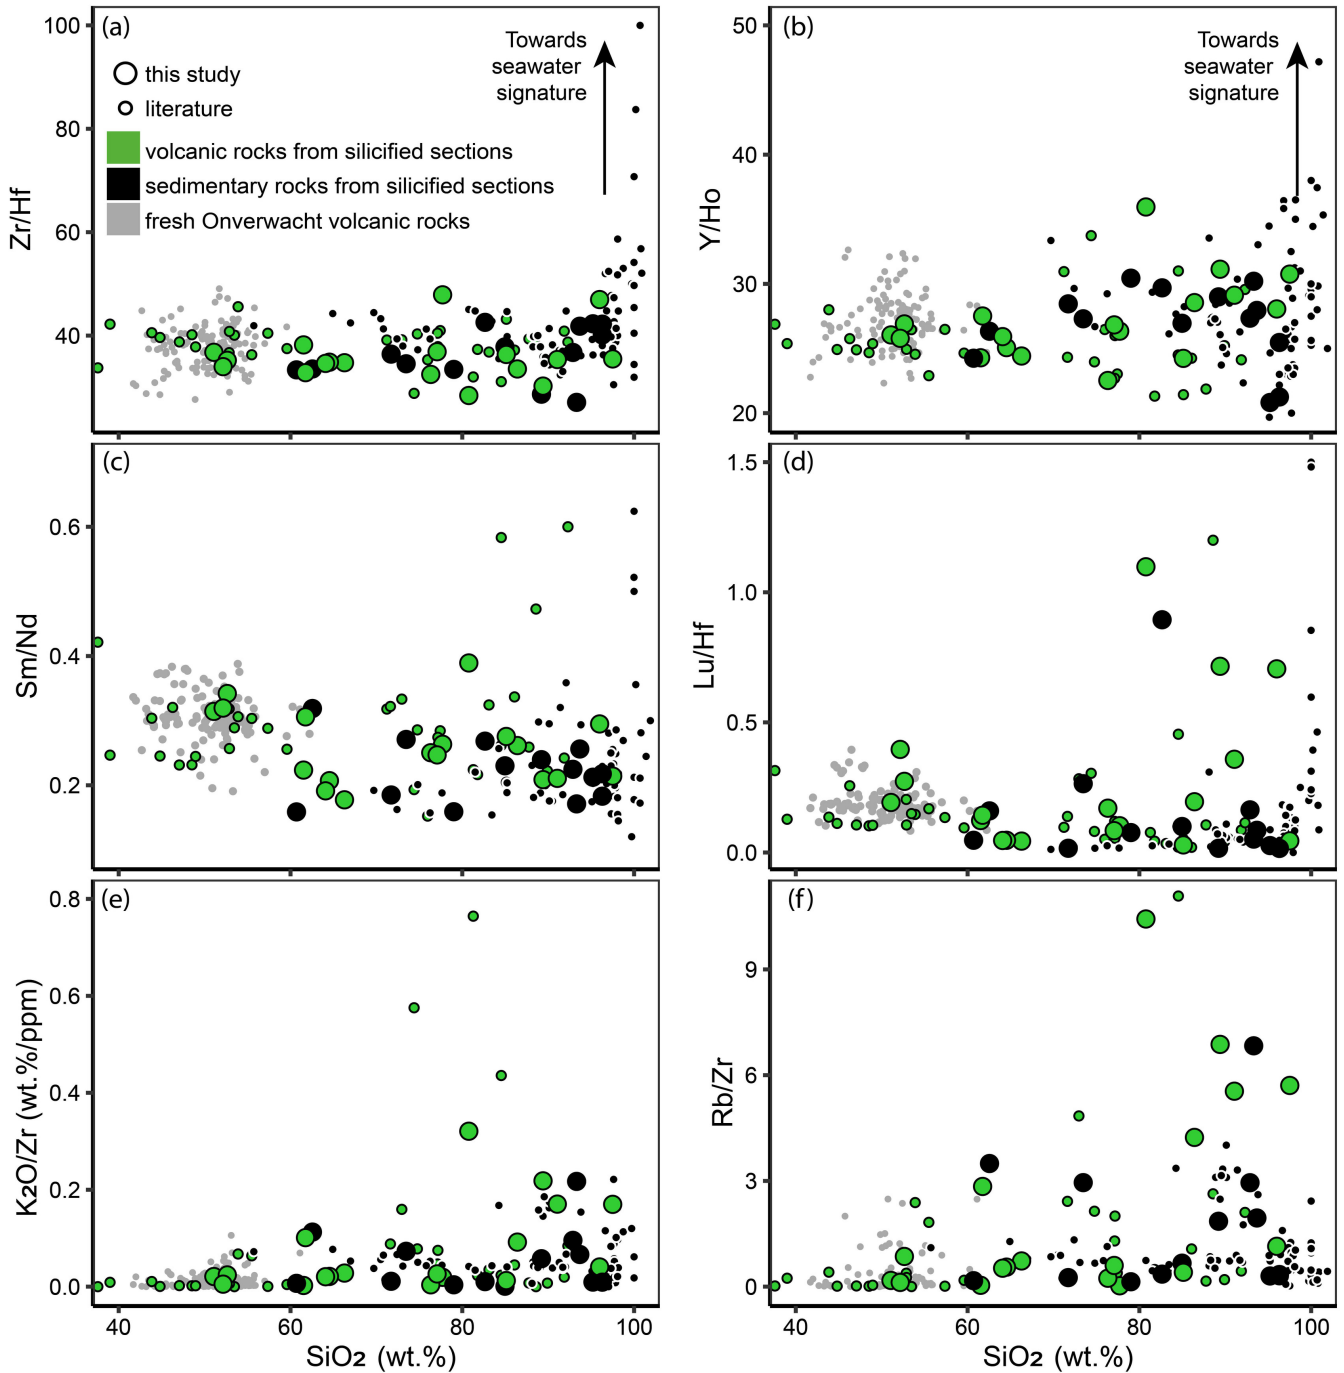 (a)
100
80
60
40
Zr/Hf
Towards
seawater
signature
this study
literature
volcanic rocks from silicified sections
sedimentary rocks from silicified sections
fresh Onverwacht volcanic rocks
(b)
50
40
30
20
Y/Ho
Towards
seawater
signature
(c)
0.6
0.4
0.2
Sm/Nd
(d)
1.5
1.0
0.5
0.0
Lu/Hf
(e)
0.8
0.6
0.4
0.2
0.0
K2O/Zr (wt.%/ppm)
40 60 80 100
SiO2 (wt.%)
(f)
9
6
3
0
Rb/Zr
40 60 80 100
SiO2 (wt.%)